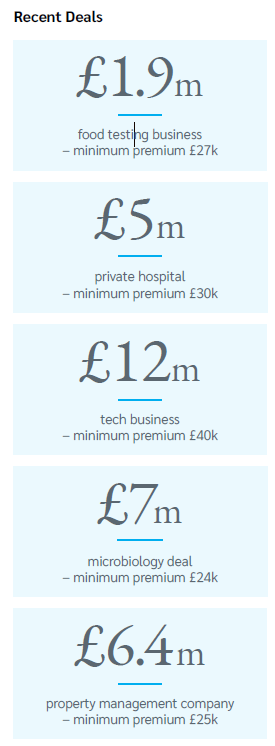 Recent Deals
£1.9m
food testing business
– minimum premium £27k
£5m
private hospital
– minimum premium £30k
£12m
tech business
– minimum premium £40k
£7m
microbiology deal
– minimum premium £24k
£6.4m
property management company
– minimum premium £25k